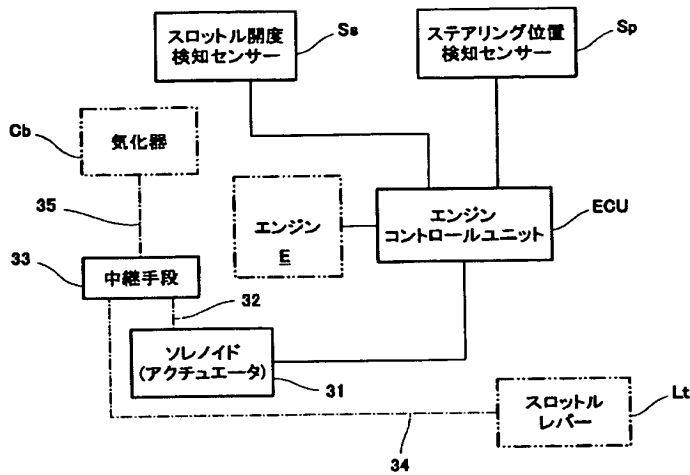 スロットル開度
検知センサー
Ss
ステアリング位置
検知センサー
Sp
Cb
気化器
35
エンジン
E
エンジン
コントロールユニット
ECU
33
中継手段
32
ソレノイド
(アクチュエータ)
31
スロットル
レバー
Lt
34